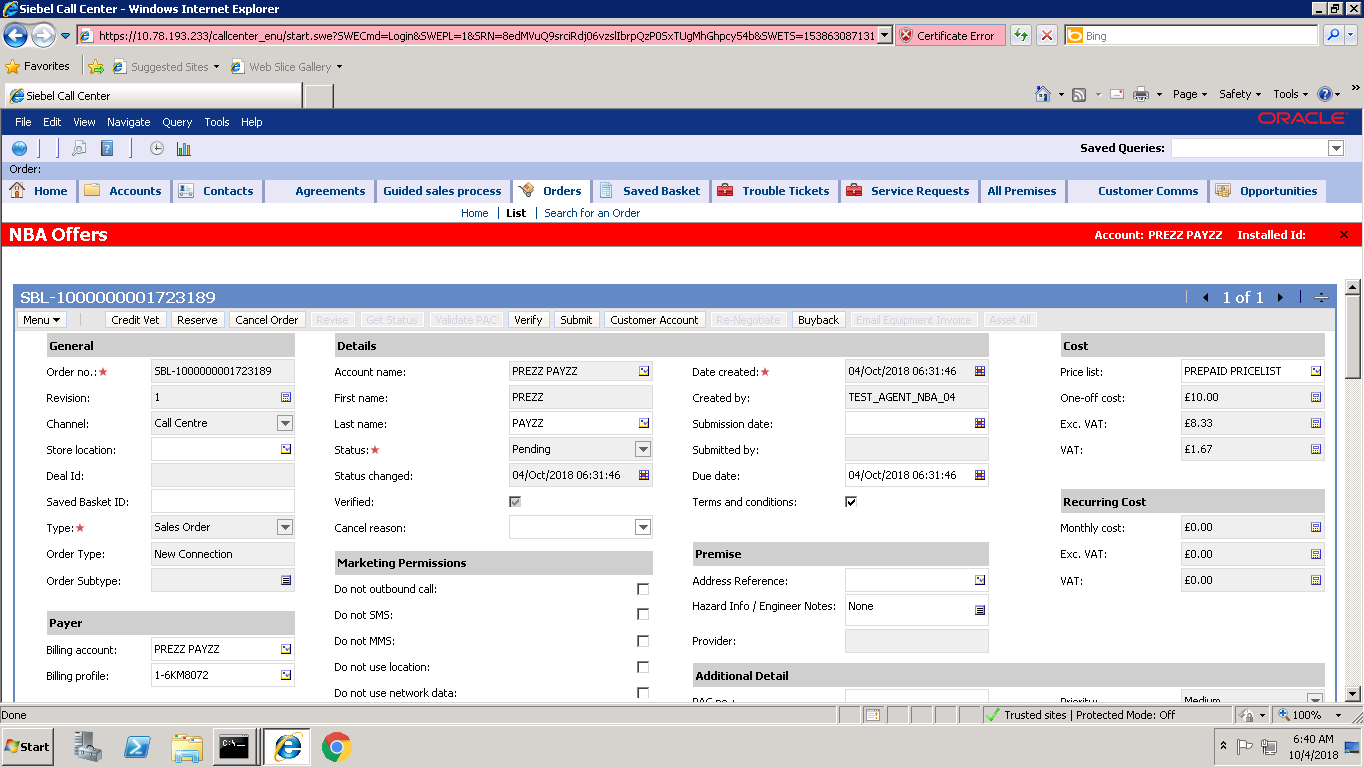 Siebel Call Center - Windows Internet Explorer
https://10.78.193.233/callcenter_enu/start.swe?SWECmd=Login&SWEPL=1&SRN=8edMVuQ9srciRdj06vzsIIbrpQzP05xTUgMhGhpcy54b&SWETS=153863087131
Certificate Error
Bing
Favorites Suggested Sites Web Slice Gallery
Siebel Call Center
Page Safety Tools
File Edit View Navigate Query Tools Help
ORACLE
Saved Queries:
Order:
Home Accounts Contacts Agreements Guided sales process Orders Saved Basket Trouble Tickets Service Requests All Premises Customer Comms Opportunities
Home List Search for an Order
NBA Offers Account: PREZZ PAYZZ Installed Id:
SBL-1000000001723189 1 of 1
Menu Credit Vet Reserve Cancel Order Revise Get Status Validate PAC Verify Submit Customer Account Re-Negotiate Buyback Email Equipment Invoice Asset All
General
Order no.: SBL-1000000001723189
Revision: 1
Channel: Call Centre
Store location:
Deal Id:
Saved Basket ID:
Type: Sales Order
Order Type: New Connection
Order Subtype:
Payer
Billing account: PREZZ PAYZZ
Billing profile: 1-6KM8072
Details
Account name: PREZZ PAYZZ
First name: PREZZ
Last name: PAYZZ
Status: Pending
Status changed: 04/Oct/2018 06:31:46
Verified:
Cancel reason:
Marketing Permissions
Do not outbound call:
Do not SMS:
Do not MMS:
Do not use location:
Do not use network data:
Date created: 04/Oct/2018 06:31:46
Created by: TEST_AGENT_NBA_04
Submission date:
Submitted by:
Due date: 04/Oct/2018 06:31:46
Terms and conditions:
Premise
Address Reference:
Hazard Info / Engineer Notes: None
Provider:
Additional Detail
PAC no.:
Priority: Medium
Cost
Price list: PREPAID PRICELIST
One-off cost: £10.00
Exc. VAT: £8.33
VAT: £1.67
Recurring Cost
Monthly cost: £0.00
Exc. VAT: £0.00
VAT: £0.00
Done Trusted sites | Protected Mode: Off 100%
Start
6:40 AM
10/4/2018